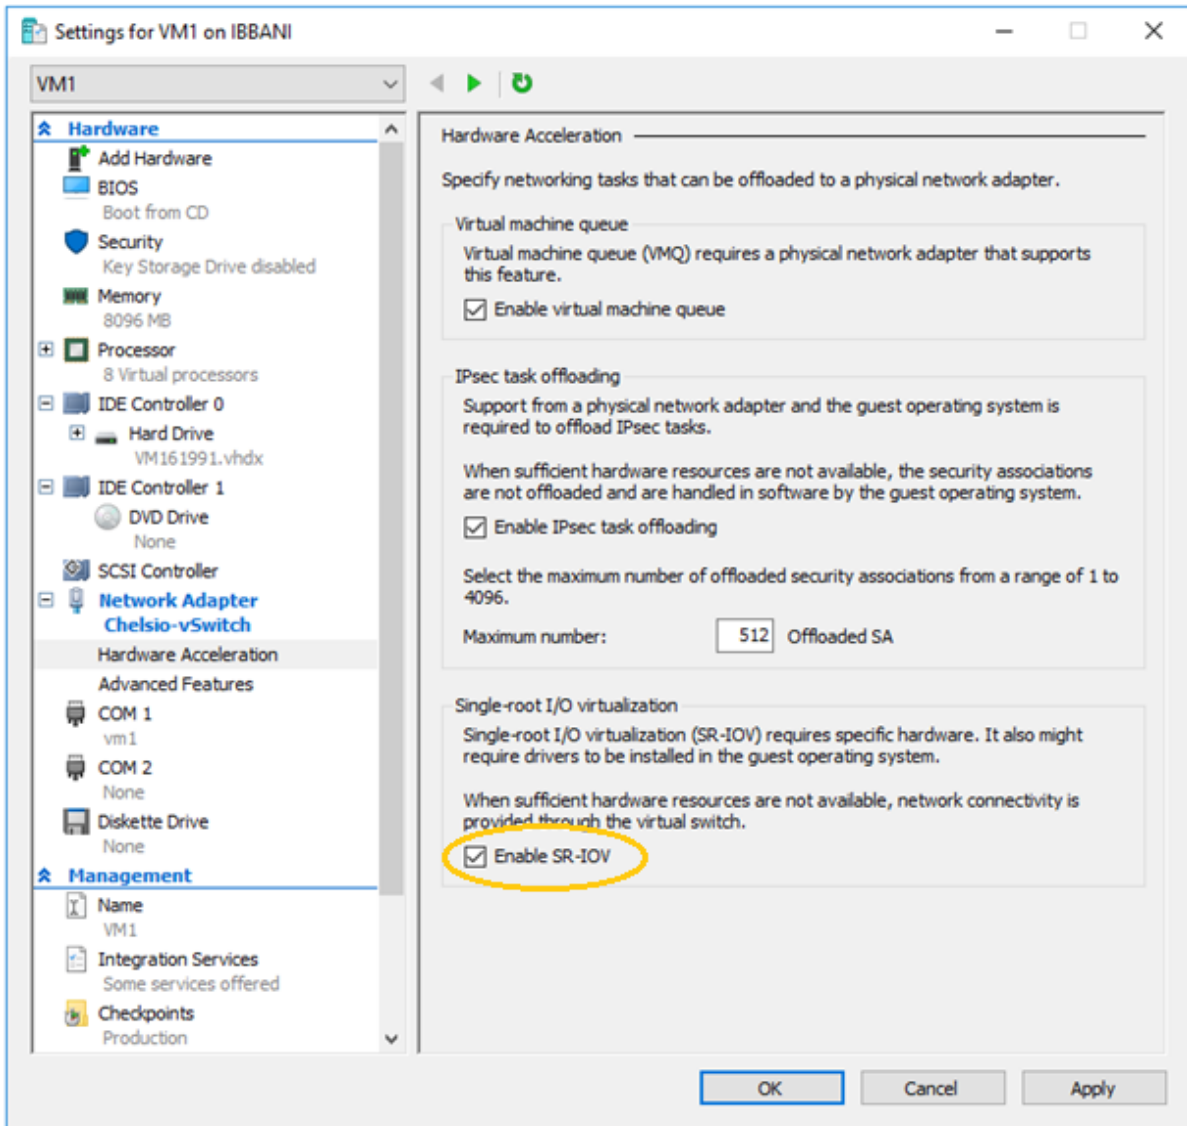 Settings for VM1 on IBBANI
VM1
Hardware
Add Hardware
BIOS
Boot from CD
Security
Key Storage Drive disabled
Memory
8096 MB
Processor
8 Virtual processors
IDE Controller 0
Hard Drive
VM161991.vhdx
IDE Controller 1
DVD Drive
None
SCSI Controller
Network Adapter
Chelsio-vSwitch
Hardware Acceleration
Advanced Features
COM 1
vm1
COM 2
None
Diskette Drive
None
Management
Name
VM1
Integration Services
Some services offered
Checkpoints
Production
Hardware Acceleration
Specify networking tasks that can be offloaded to a physical network adapter.
Virtual machine queue
Virtual machine queue (VMQ) requires a physical network adapter that supports
this feature.
Enable virtual machine queue
IPsec task offloading
Support from a physical network adapter and the guest operating system is
required to offload IPsec tasks.
When sufficient hardware resources are not available, the security associations
are not offloaded and are handled in software by the guest operating system.
Enable IPsec task offloading
Select the maximum number of offloaded security associations from a range of 1 to
4096.
Maximum number: 512 Offloaded SA
Single-root I/O virtualization
Single-root I/O virtualization (SR-IOV) requires specific hardware. It also might
require drivers to be installed in the guest operating system.
When sufficient hardware resources are not available, network connectivity is
provided through the virtual switch.
Enable SR-IOV
OK Cancel Apply